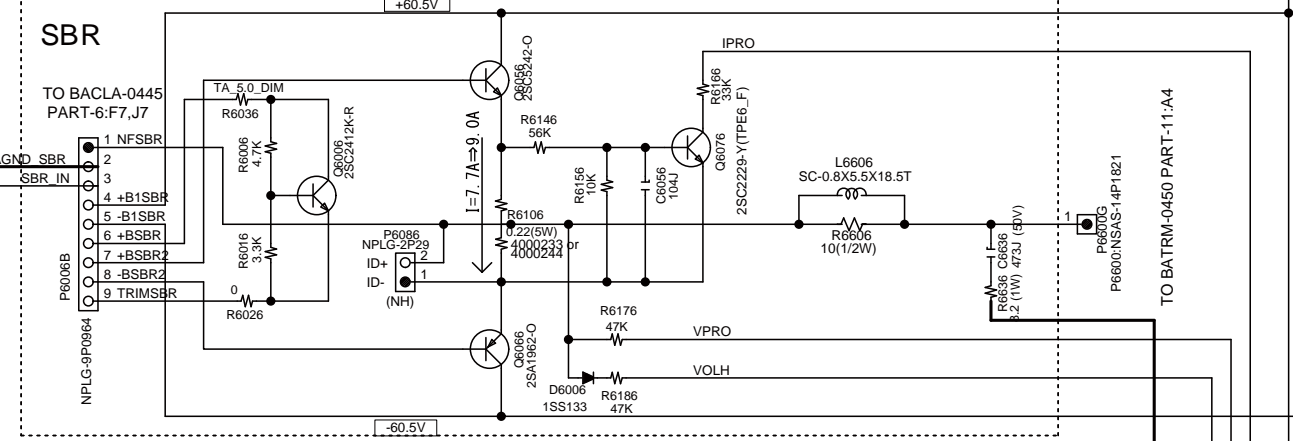 +60.5V
SBR
IPRO
TO BACLA-0445
PART-6:F7,J7
TA_5.0_DIM
R6036
Q6056
2SC5242-O
R6166
33K
Q6076
2SC2229-Y(TPE6_F)
1 NFSBR
AGND_SBR 2
SBR_IN 3
4 +B1SBR
5 -B1SBR
6 +BSBR
7 +BSBR2
8 -BSBR2
9 TRIMSBR
P6006B
NPLG-9P0964
R6006
4.7K
Q6006
2SC2412K-R
R6016
3.3K
0
R6026
I=7.7A⇒9.0A
R6146
56K
R6156
10K
C6056
104J
R6106
0.22(5W)
4000233 or
4000244
P6086
NPLG-2P29
ID+ 2
ID- 1
(NH)
L6606
SC-0.8X5.5X18.5T
R6606
10(1/2W)
C6636
473J (50V)
R6636
8.2 (1W)
1
P6600G
P6600:NSAS-14P1821
TO BATRM-0450 PART-11:A4
Q6066
2SA1962-O
R6176
47K
VPRO
VOLH
D6006
1SS133
R6186
47K
-60.5V